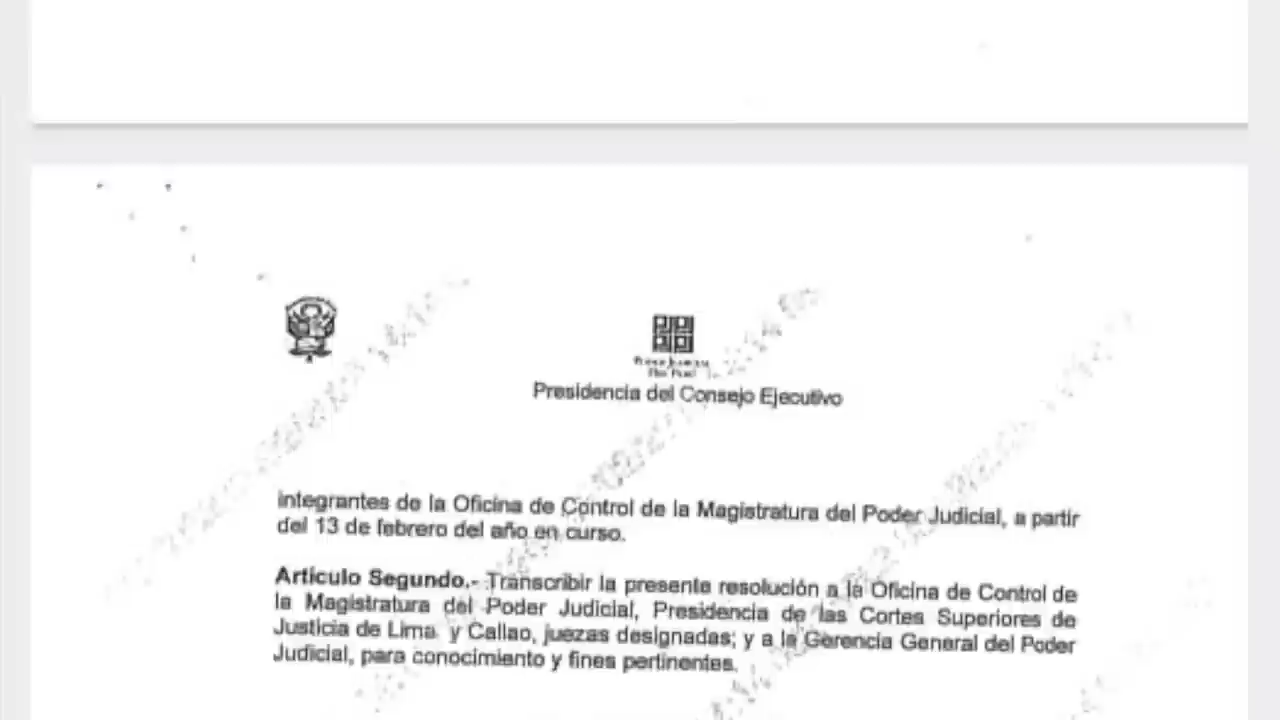 Presidencia del Consejo Ejecutivo
integrantes de la Oficina de Control de la Magistratura del Poder Judicial, a partir
del 13 de febrero del año en curso.
Artículo Segundo.- Transcribir la presente resolución a la Oficina de Control de
la Magistratura del Poder Judicial, Presidencia de las Cortes Superiores de
Justicia de Lima y Callao, juezas designadas; y a la Gerencia General del Poder
Judicial, para conocimiento y fines pertinentes.